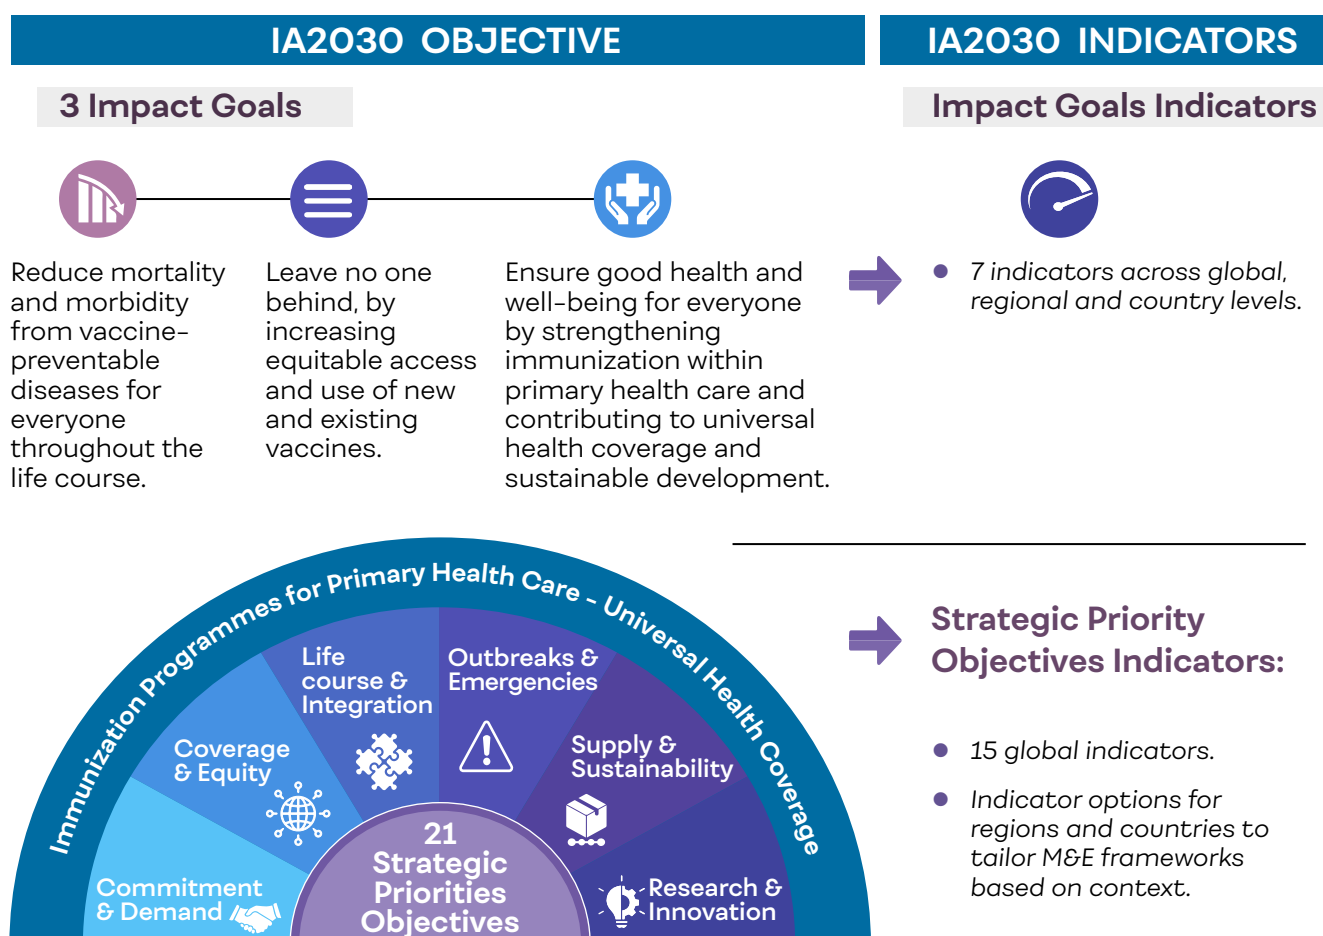 IA2030 OBJECTIVE
IA2030 INDICATORS
3 Impact Goals
Impact Goals Indicators
Reduce mortality
and morbidity
from vaccine-
preventable
diseases for
everyone
throughout the
life course.
Leave no one
behind, by
increasing
equitable access
and use of new
and existing
vaccines.
Ensure good health and
well-being for everyone
by strengthening
immunization within
primary health care and
contributing to universal
health coverage and
sustainable development.
• 7 indicators across global,
regional and country levels.
Immunization Programmes for Primary Health Care - Universal Health Coverage
Commitment
& Demand
Coverage
& Equity
Life
course &
Integration
Outbreaks &
Emergencies
Supply &
Sustainability
Research &
Innovation
21
Strategic
Priorities
Objectives
Strategic Priority
Objectives Indicators:
• 15 global indicators.
• Indicator options for
regions and countries to
tailor M&E frameworks
based on context.